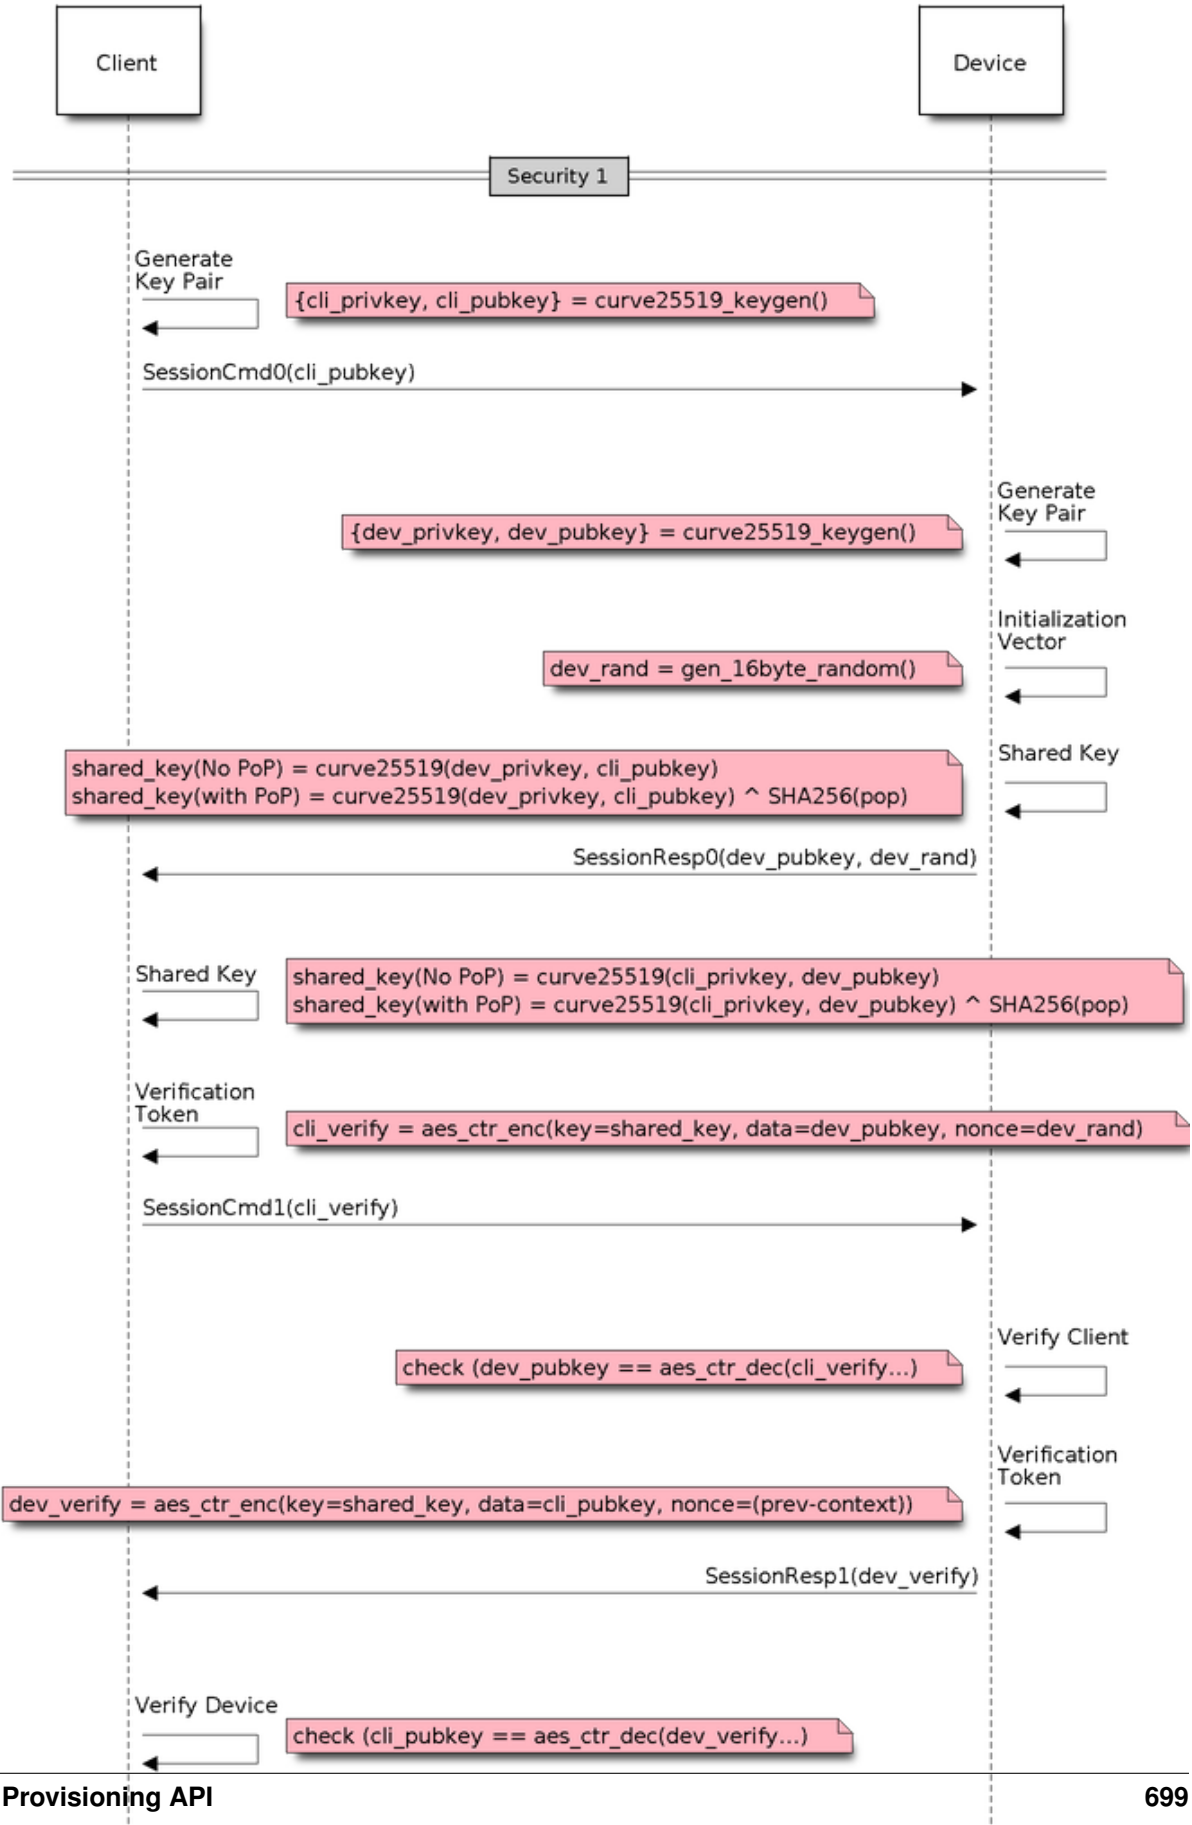 Client
Device
Security 1
Generate
Key Pair
{cli_privkey, cli_pubkey} = curve25519_keygen()
SessionCmd0(cli_pubkey)
Generate
Key Pair
{dev_privkey, dev_pubkey} = curve25519_keygen()
Initialization
Vector
dev_rand = gen_16byte_random()
Shared Key
shared_key(No PoP) = curve25519(dev_privkey, cli_pubkey)
shared_key(with PoP) = curve25519(dev_privkey, cli_pubkey) ^ SHA256(pop)
SessionResp0(dev_pubkey, dev_rand)
Shared Key
shared_key(No PoP) = curve25519(cli_privkey, dev_pubkey)
shared_key(with PoP) = curve25519(cli_privkey, dev_pubkey) ^ SHA256(pop)
Verification
Token
cli_verify = aes_ctr_enc(key=shared_key, data=dev_pubkey, nonce=dev_rand)
SessionCmd1(cli_verify)
Verify Client
check (dev_pubkey == aes_ctr_dec(cli_verify...)
Verification
Token
dev_verify = aes_ctr_enc(key=shared_key, data=cli_pubkey, nonce=(prev-context))
SessionResp1(dev_verify)
Verify Device
check (cli_pubkey == aes_ctr_dec(dev_verify...)
Provisioning API
699